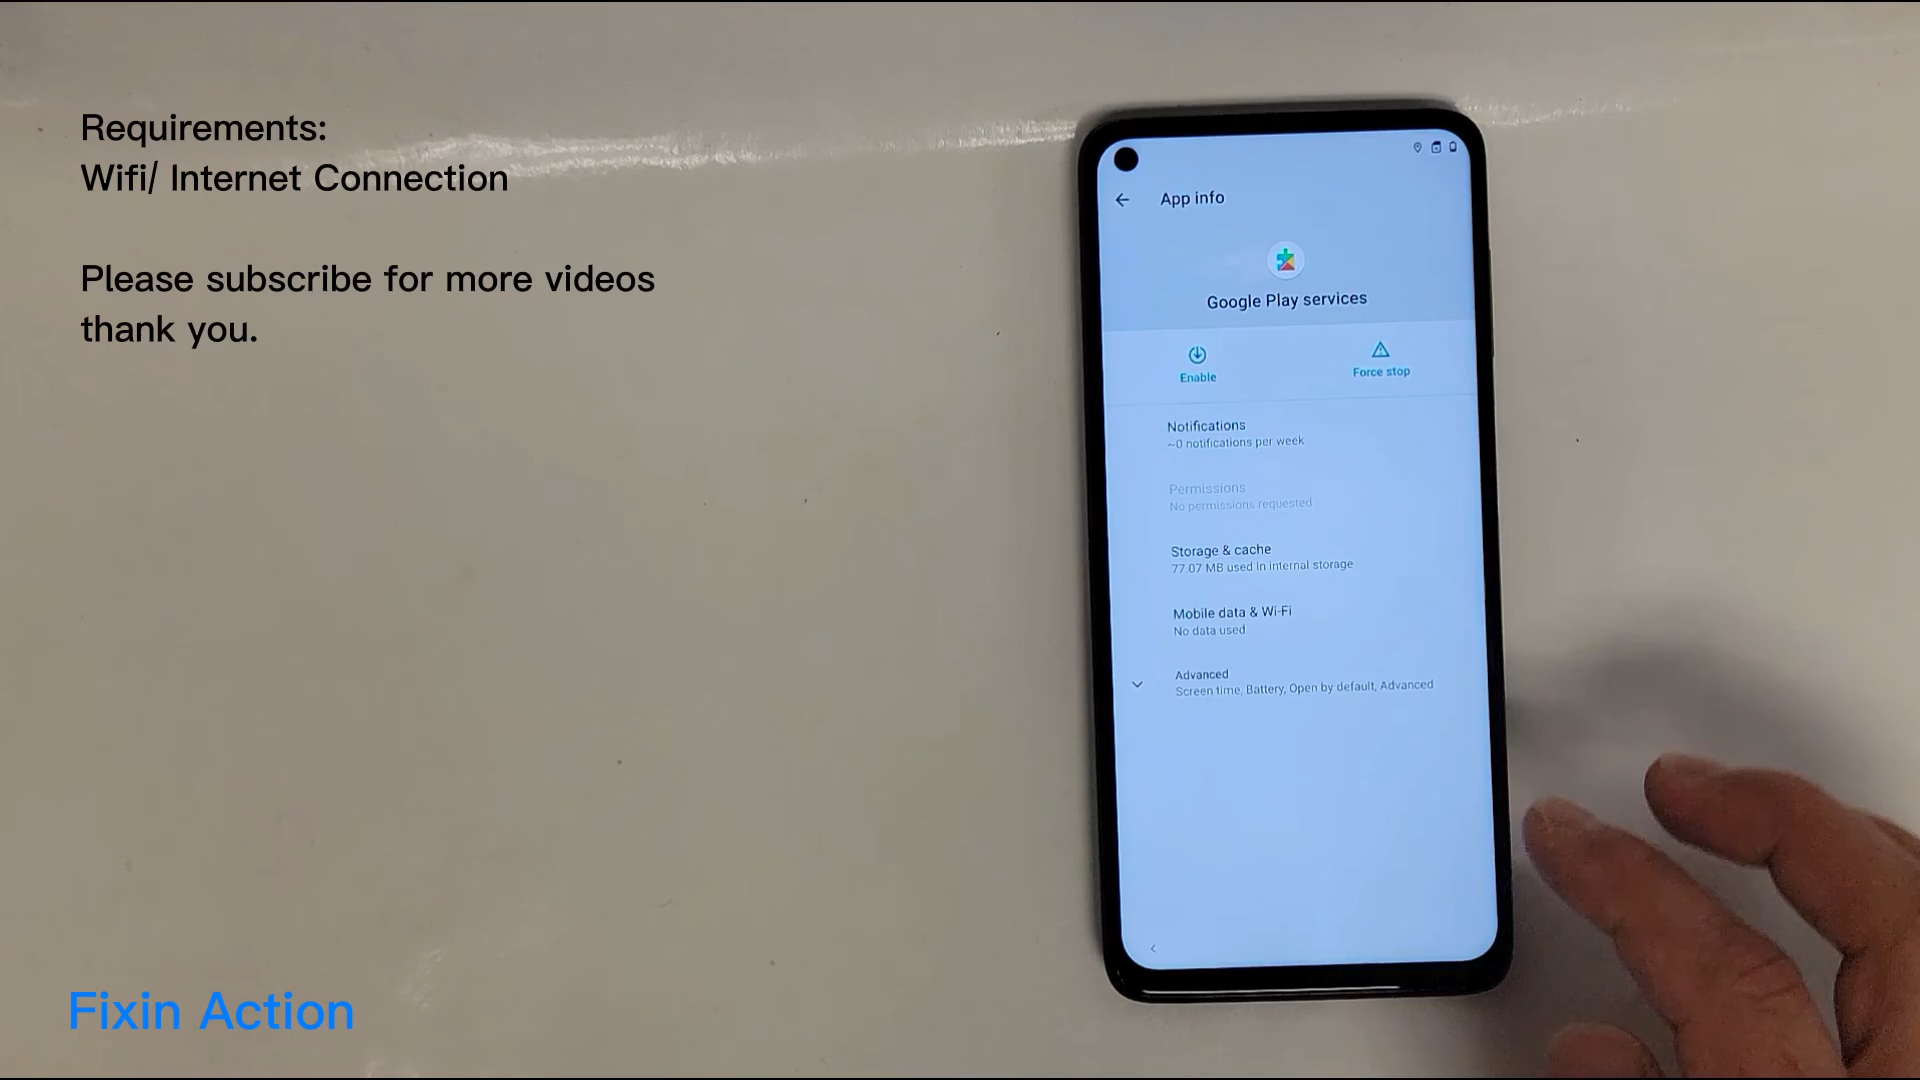 Requirements:
Wifi/ Internet Connection
Please subscribe for more videos
thank you.
App info
Google Play services
Enable
Force stop
Notifications
~0 notifications per week
Permissions
No permissions requested
Storage & cache
77.07 MB used in internal storage
Mobile data & Wi-Fi
No data used
Advanced
Screen time, Battery, Open by default, Advanced
Fixin Action